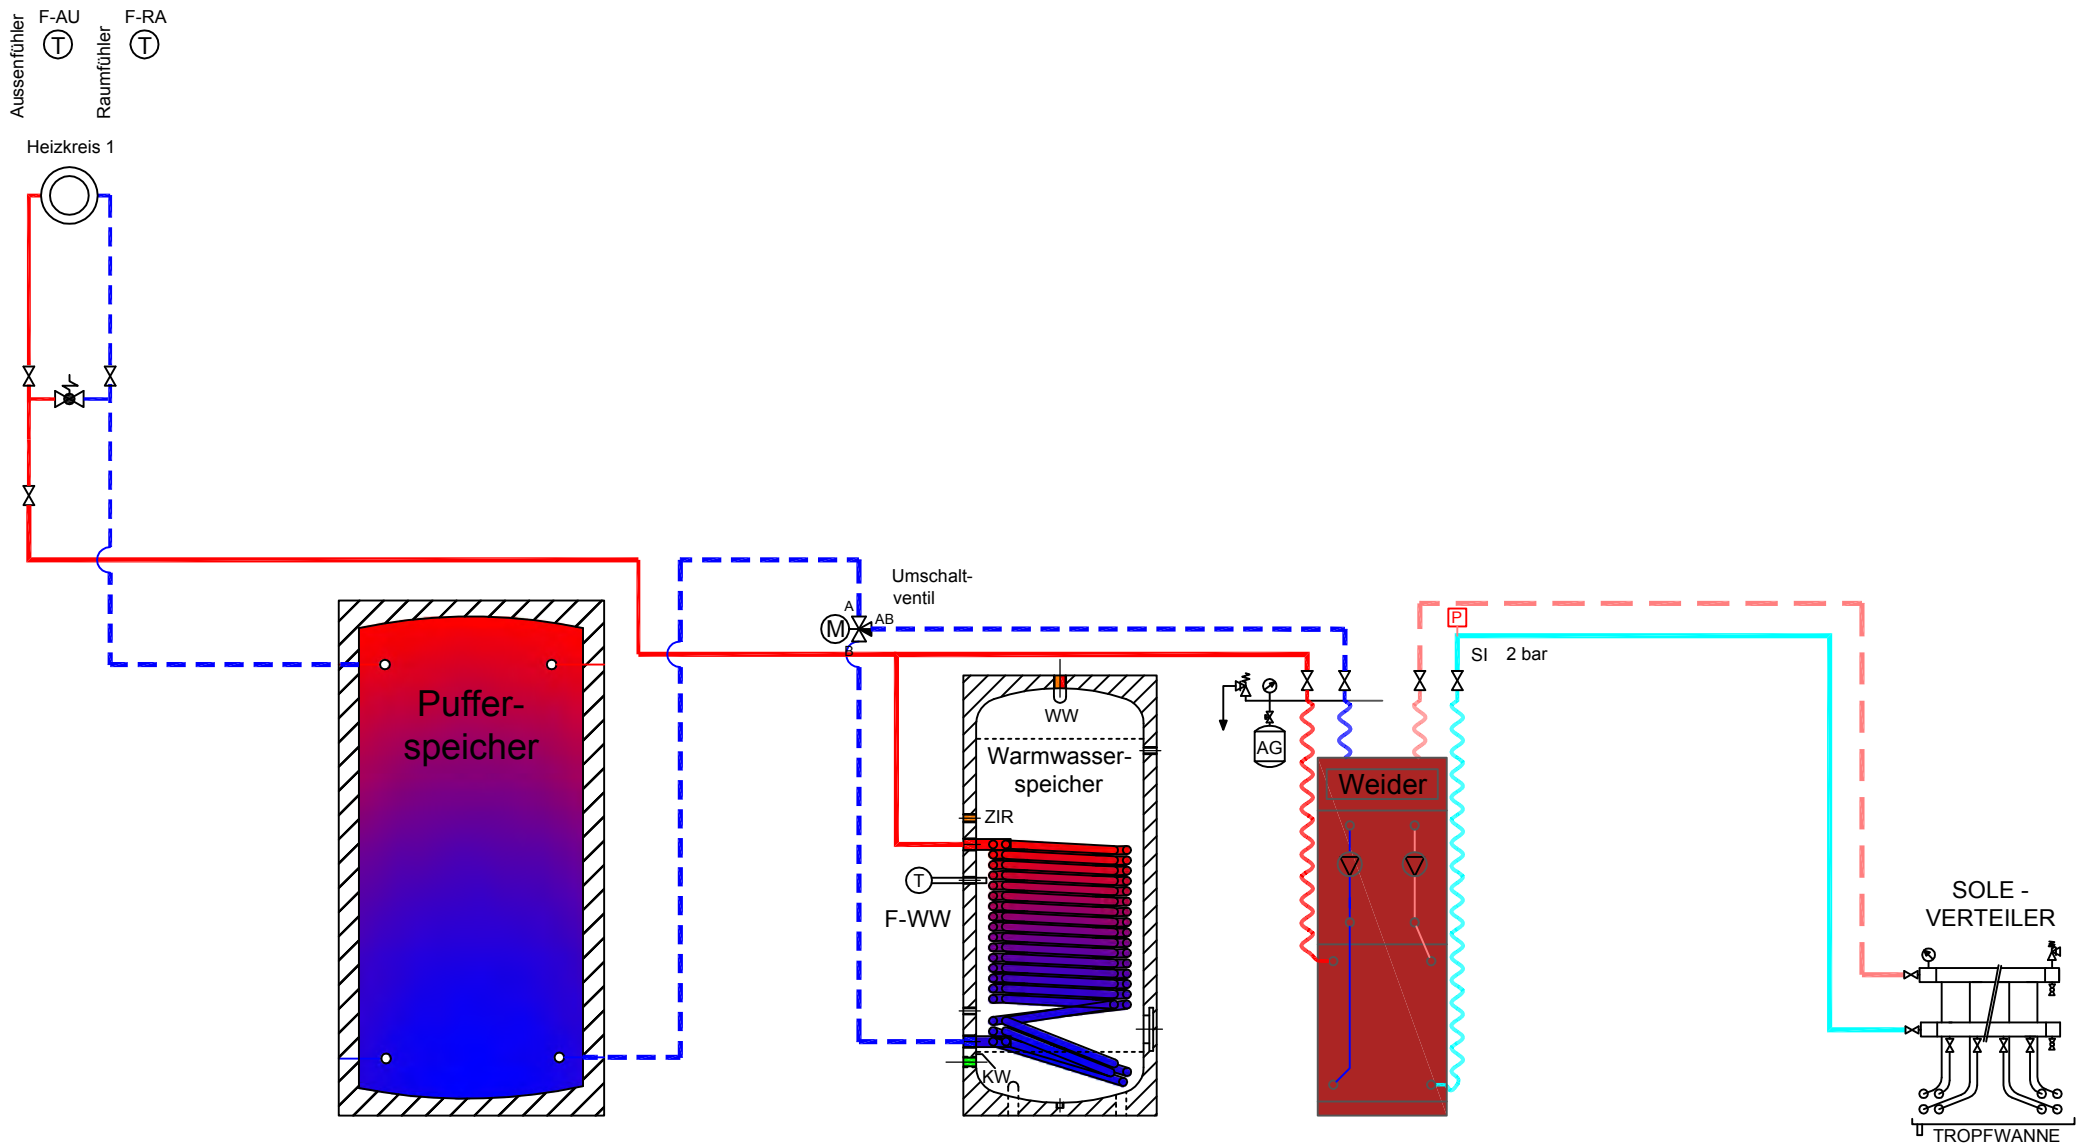 F-AU
F-RA
Aussenfühler
T
Raumfühler
T
Heizkreis 1
Umschalt-
ventil
A
AB
M
B
P
SI 2 bar
Puffer-
speicher
WW
Warmwasser-
speicher
AG
Weider
ZIR
T
F-WW
KW
SOLE -
VERTEILER
TROPFWANNE